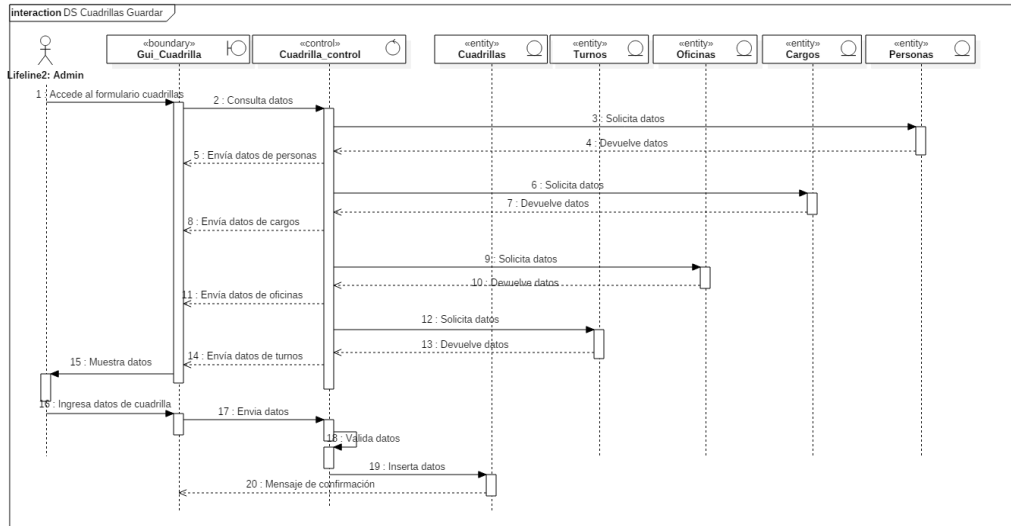 interaction DS Cuadrillas Guardar
«boundary»
Gui_Cuadrilla
«control»
Cuadrilla_control
«entity»
Cuadrillas
«entity»
Turnos
«entity»
Oficinas
«entity»
Cargos
«entity»
Personas
Lifeline2: Admin
1 : Accede al formulario cuadrillas
2 : Consulta datos
3 : Solicita datos
4 : Devuelve datos
5 : Envía datos de personas
6 : Solicita datos
7 : Devuelve datos
8 : Envía datos de cargos
9 : Solicita datos
10 : Devuelve datos
11 : Envía datos de oficinas
12 : Solicita datos
13 : Devuelve datos
14 : Envía datos de turnos
15 : Muestra datos
16 : Ingresa datos de cuadrilla
17 : Envia datos
18 : Valida datos
19 : Inserta datos
20 : Mensaje de confirmación